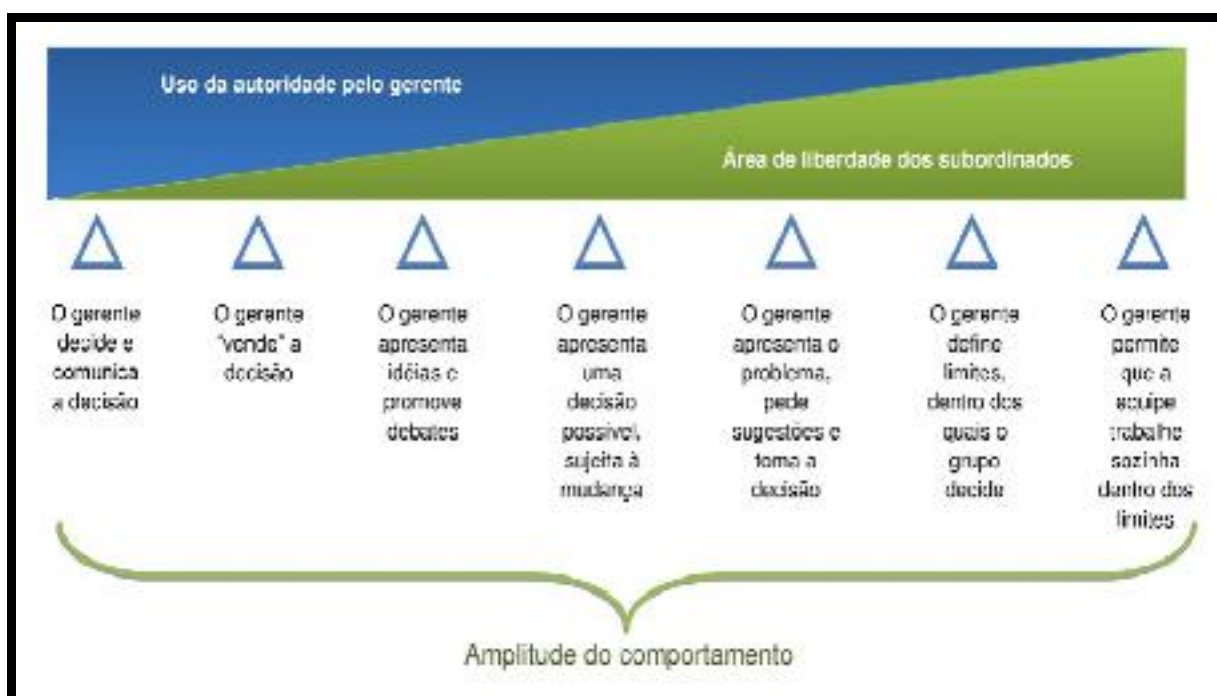 Uso da autoridade pelo gerente
Área de liberdade dos subordinados
O gerente
decide e
comunica
a decisão
O gerente
"vende" a
decisão
O gerente
apresenta
idéias e
promove
debates
O gerente
apresenta
uma
decisão
possível,
sujeita à
mudança
O gerente
apresenta o
problema,
pede
sugestões e
toma a
decisão
O gerente
define
limites,
dentro dos
quais o
grupo
decide
O gerente
permite
que a
equipe
trabalhe
sozinha
dentro dos
limites
Amplitude do comportamento